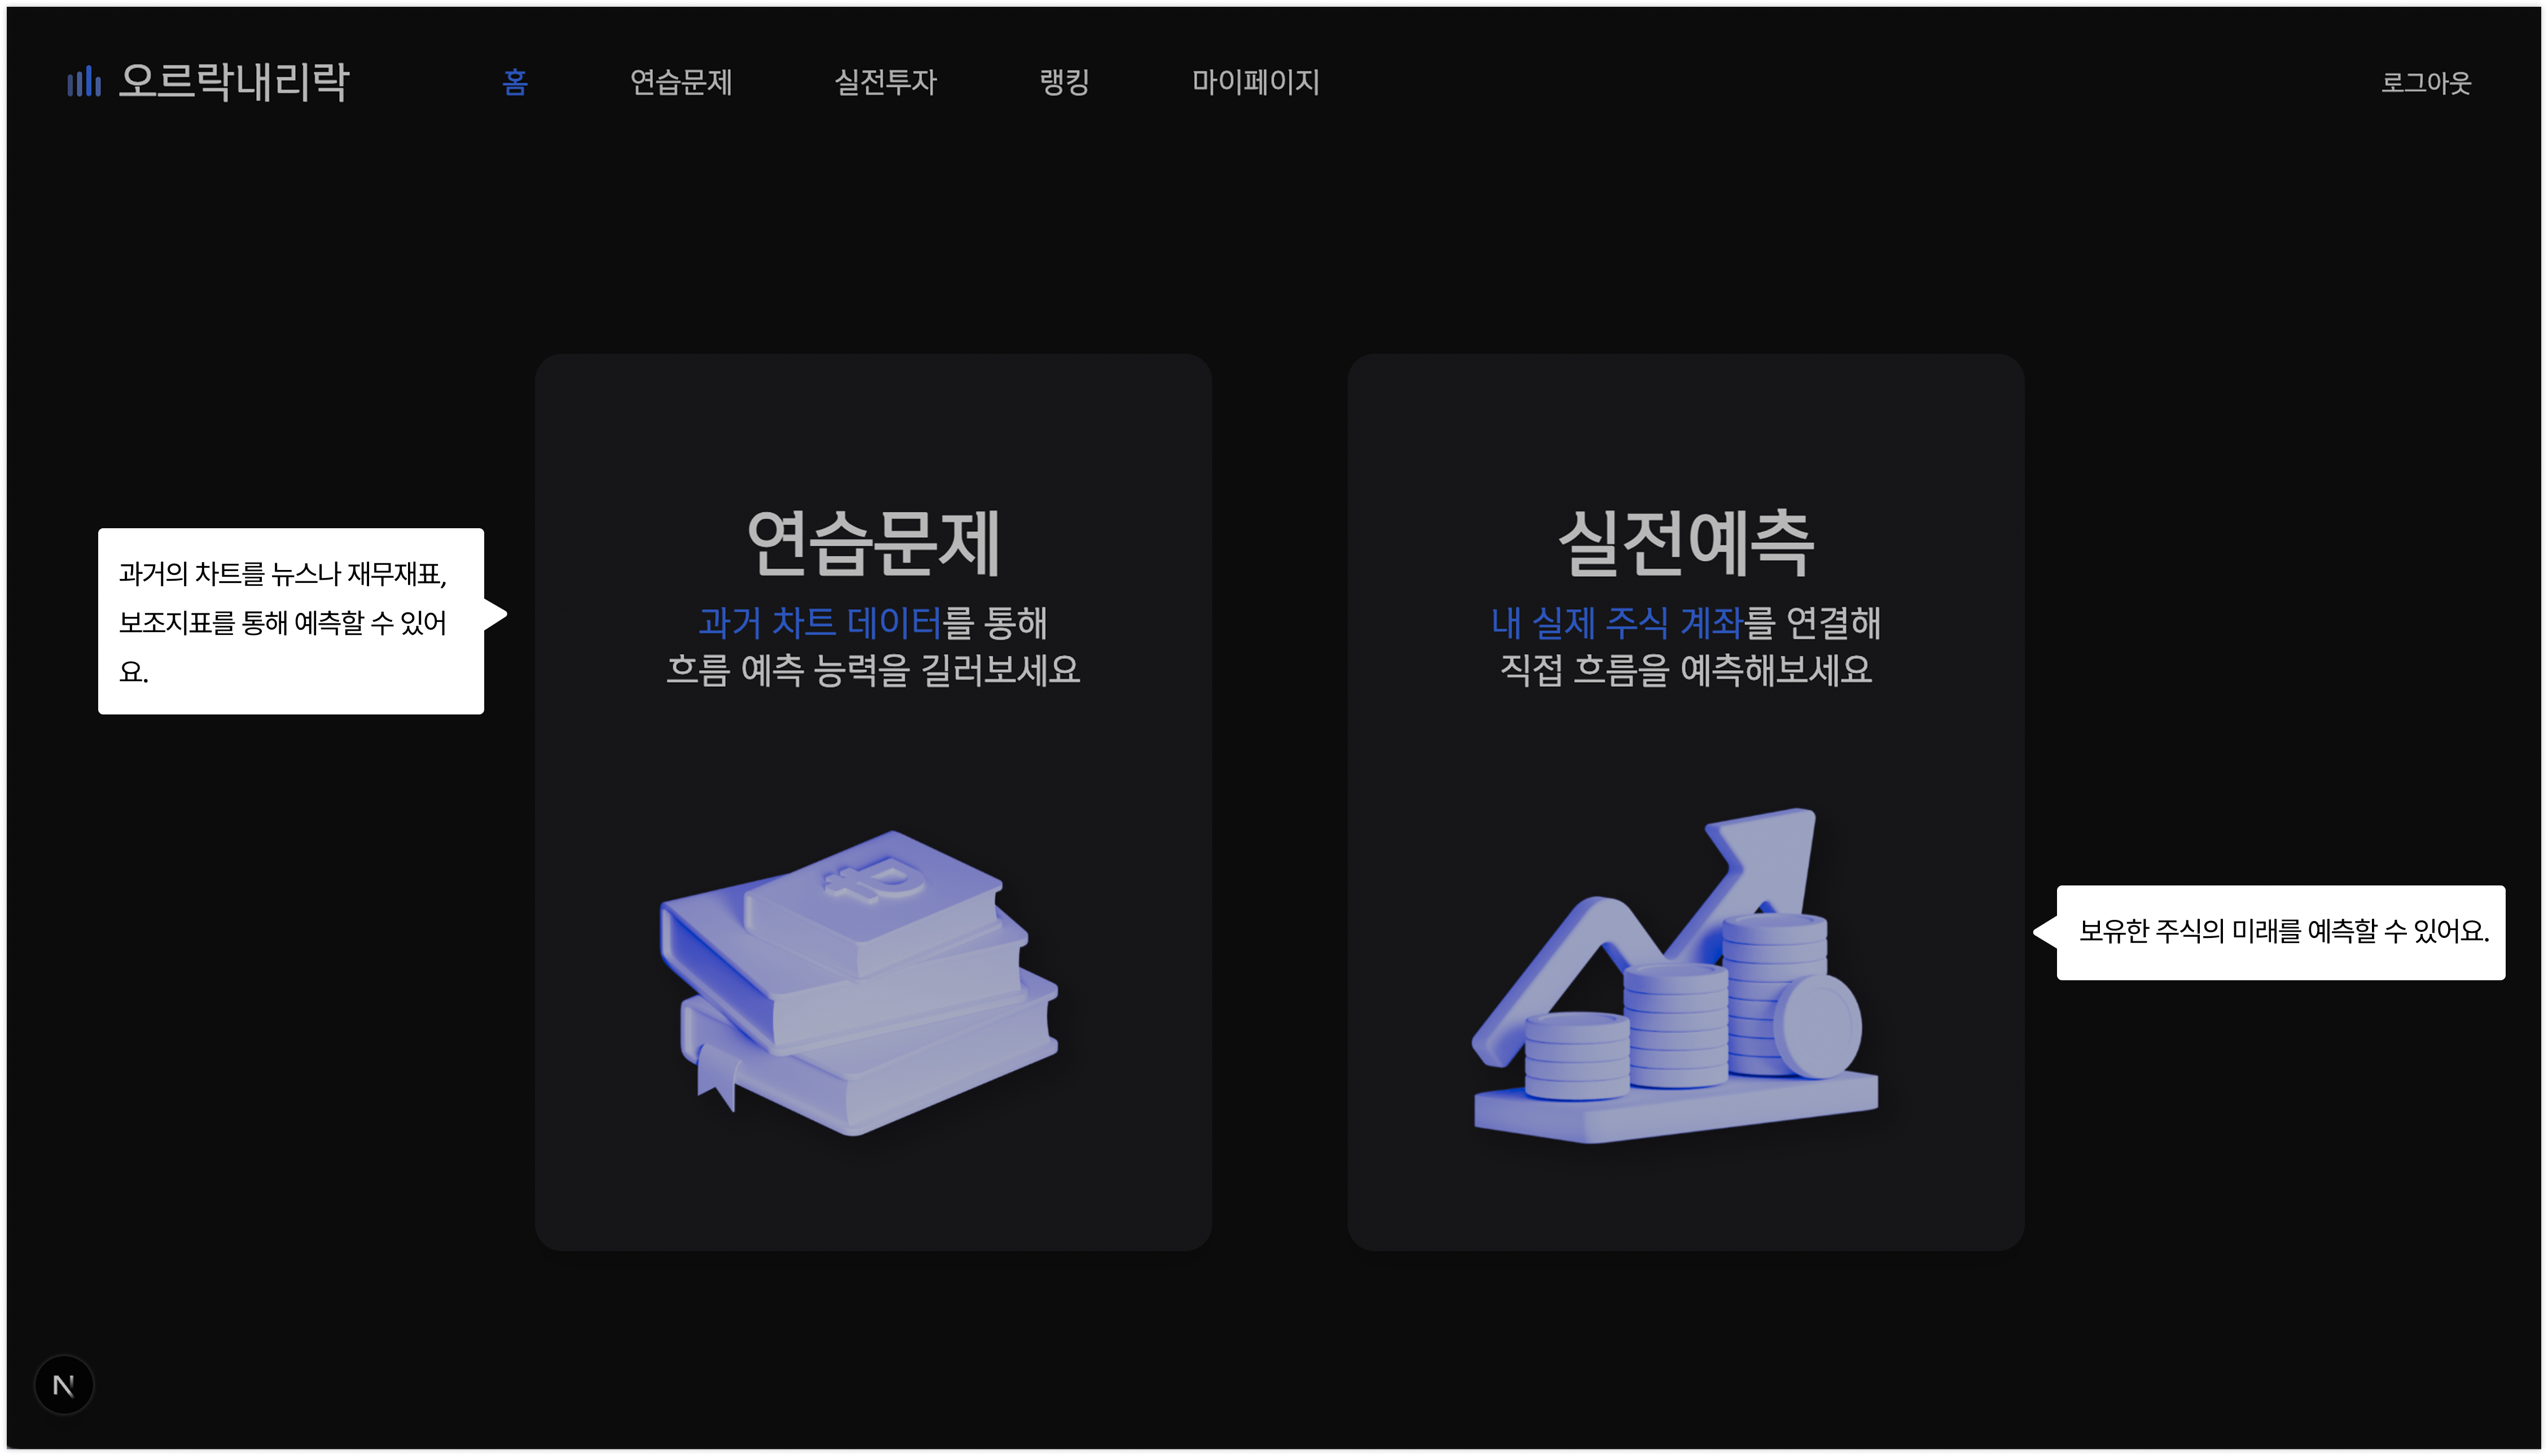 오르락내리락
홈
연습문제
실전투자
랭킹
마이페이지
로그아웃
연습문제
과거 차트 데이터를 통해
흐름 예측 능력을 길러보세요
실전예측
내 실제 주식 계좌를 연결해
직접 흐름을 예측해보세요
과거의 차트를 뉴스나 재무재표,
보조지표를 통해 예측할 수 있어
요.
보유한 주식의 미래를 예측할 수 있어요.
N